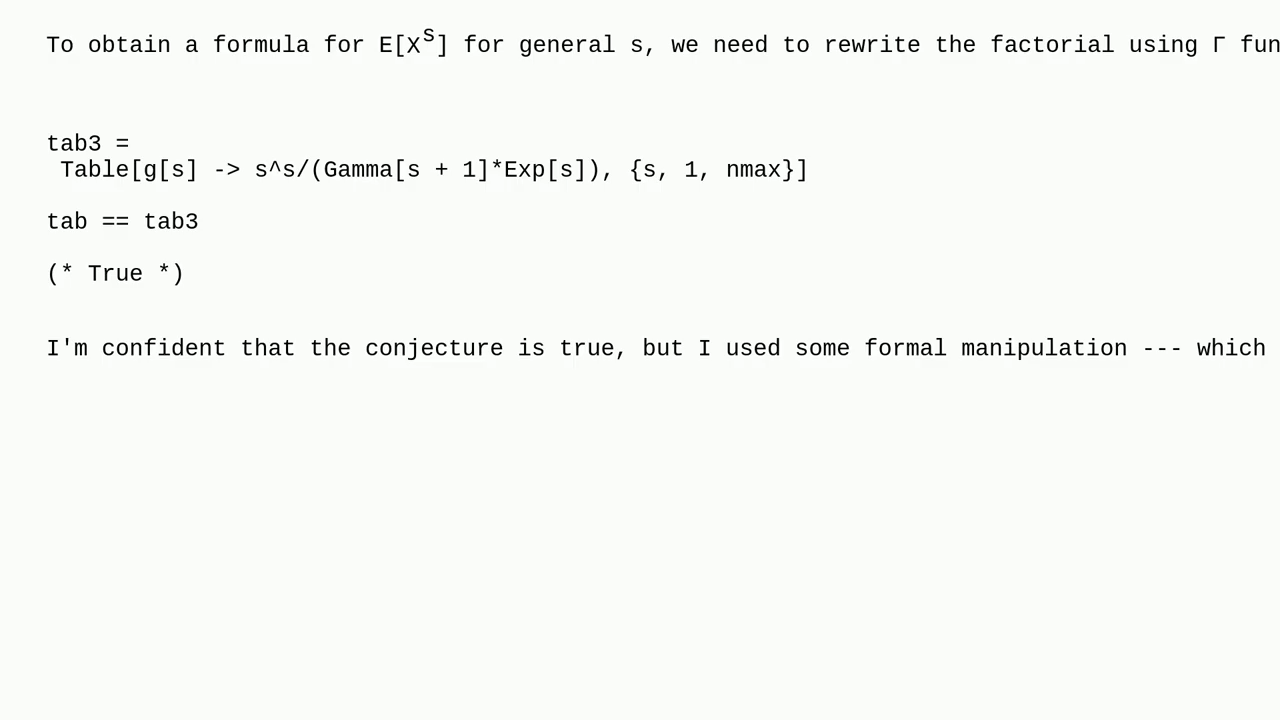 To obtain a formula for E[X^s] for general s, we need to rewrite the factorial using Γ fun
tab3 =
 Table[g[s] -> s^s/(Gamma[s + 1]*Exp[s]), {s, 1, nmax}]
tab == tab3
(* True *)
I'm confident that the conjecture is true, but I used some formal manipulation --- which